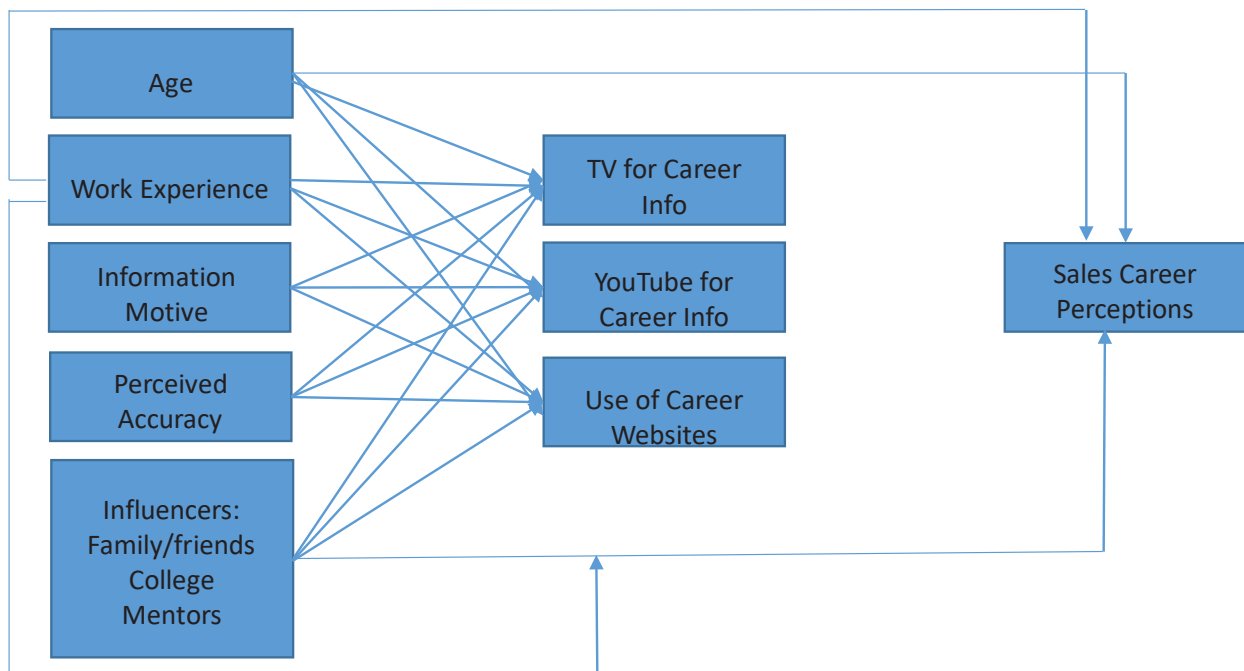 Age
Work Experience
Information
Motive
Perceived
Accuracy
Influencers:
Family/friends
College
Mentors
TV for Career
Info
YouTube for
Career Info
Use of Career
Websites
Sales Career
Perceptions